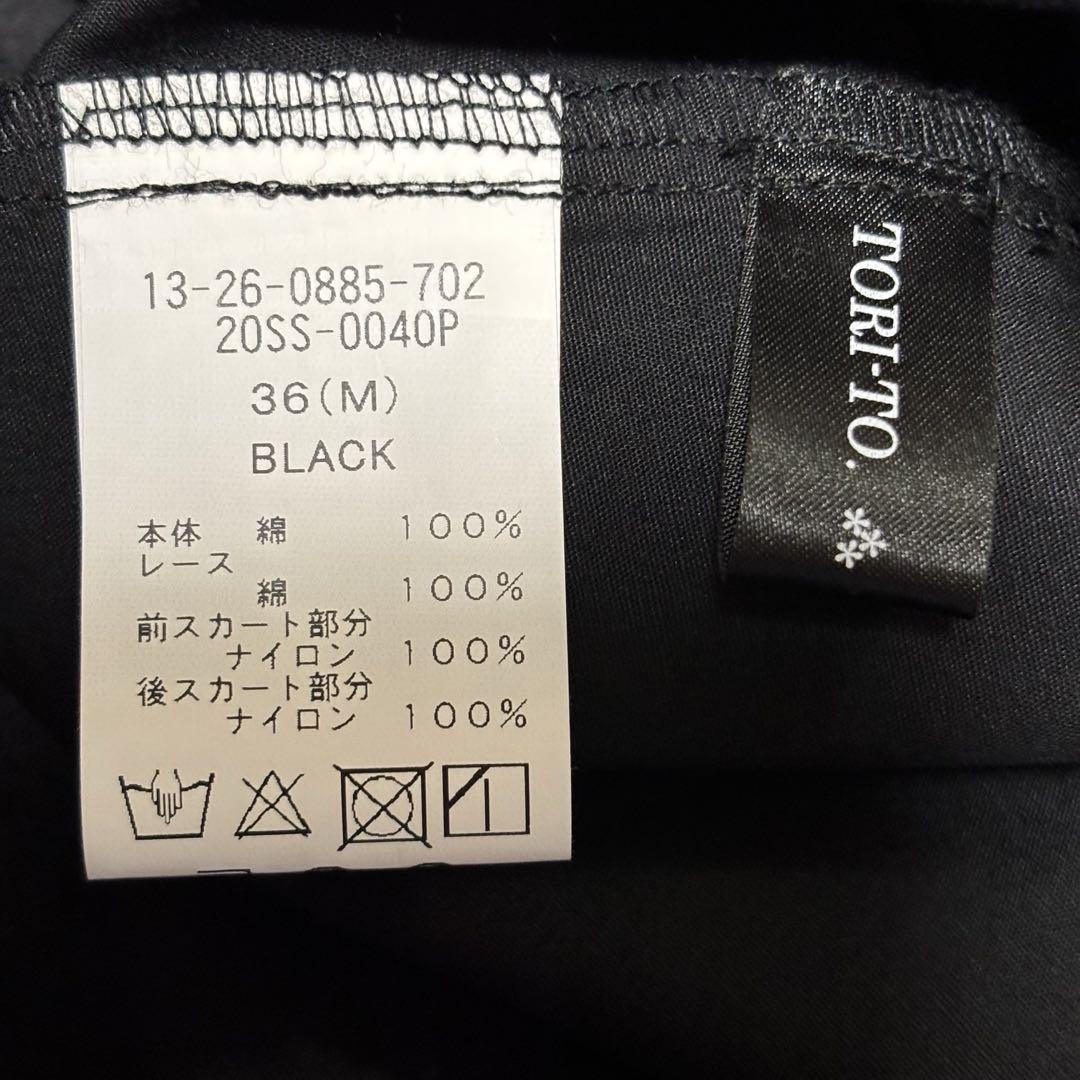 13-26-0885-702
20SS-0040P
36(M)
BLACK
本体 綿 100%
レース
綿 100%
前スカート部分
ナイロン 100%
後スカート部分
ナイロン 100%
TORI-TO.